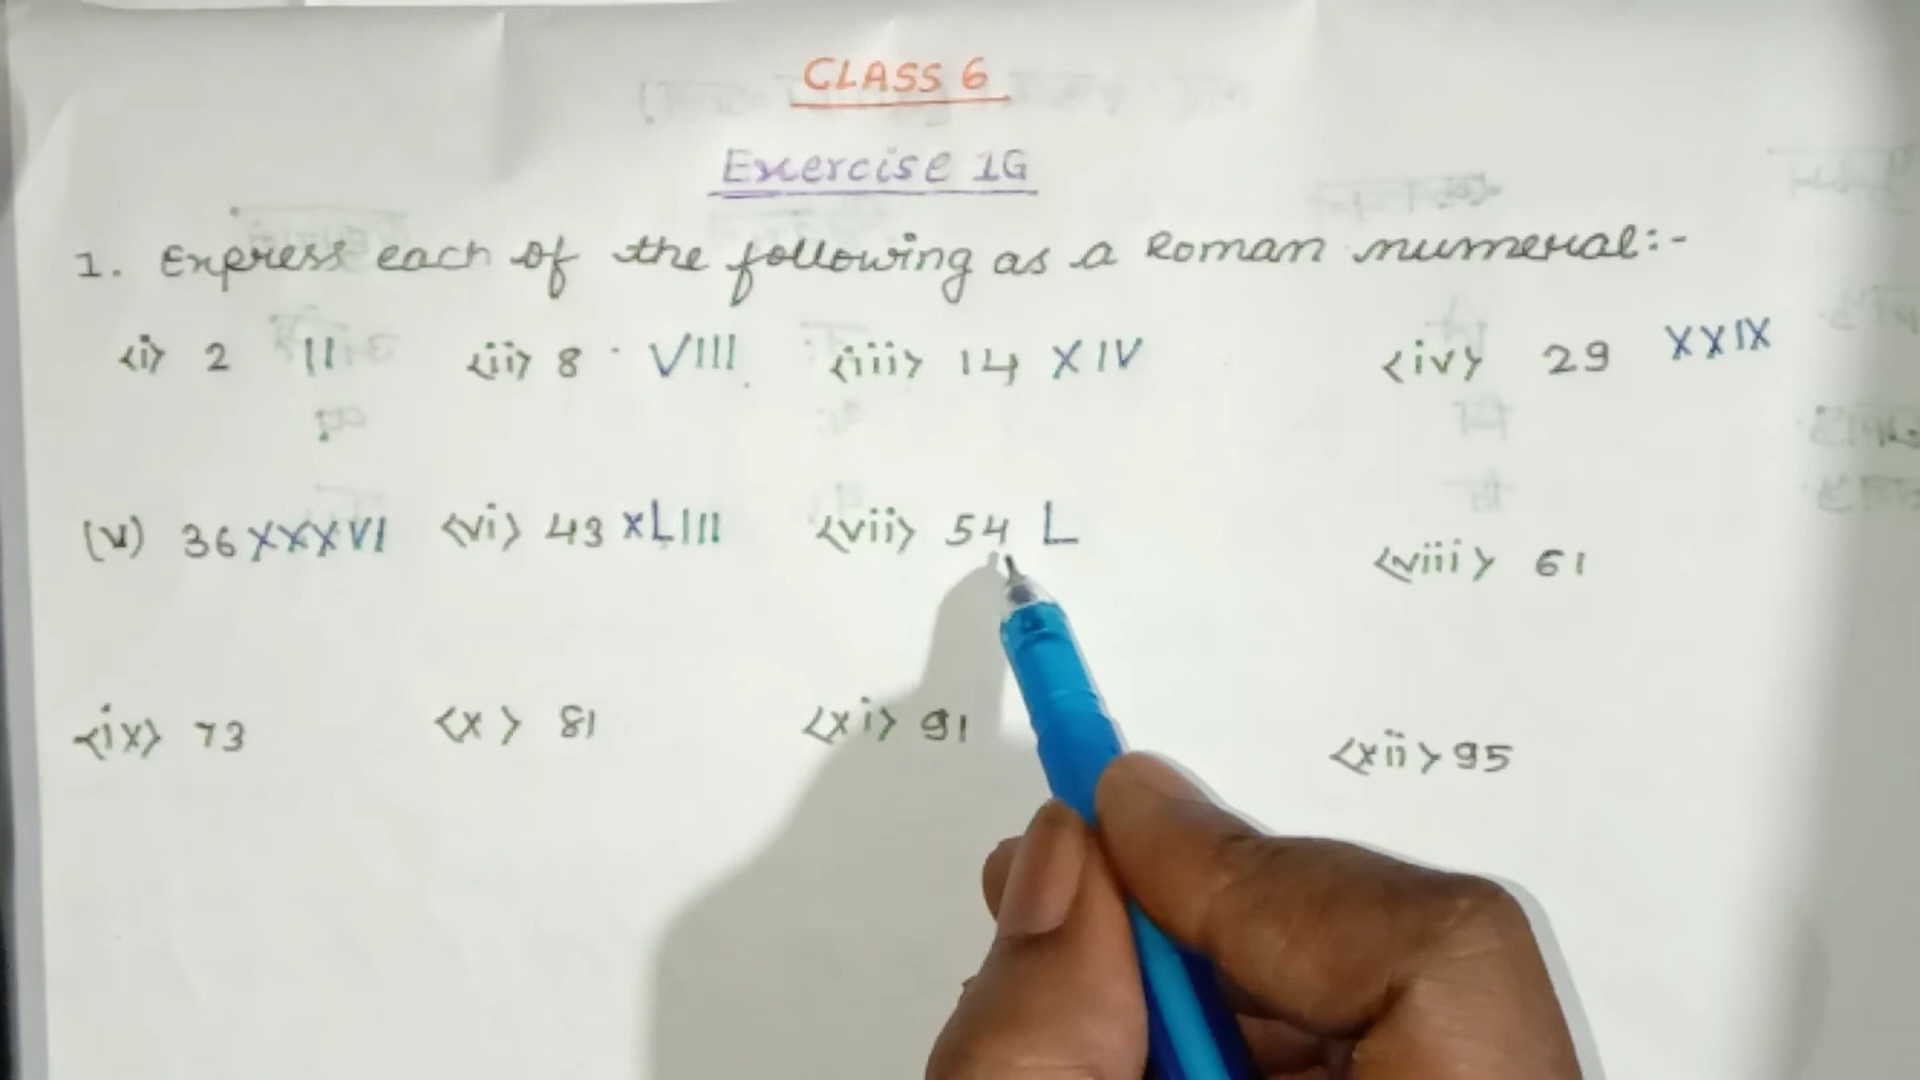 CLASS 6
Exercise 1G
1. Express each of the following as a Roman numeral:-
<i> 2 II <ii> 8 VIII <iii> 14 XIV <iv> 29 XXIX
(v) 36 XXXVI <vi> 43 XLIII <vii> 54 L <viii> 61
<ix> 73 <x> 81 <xi> 91 <xii> 95